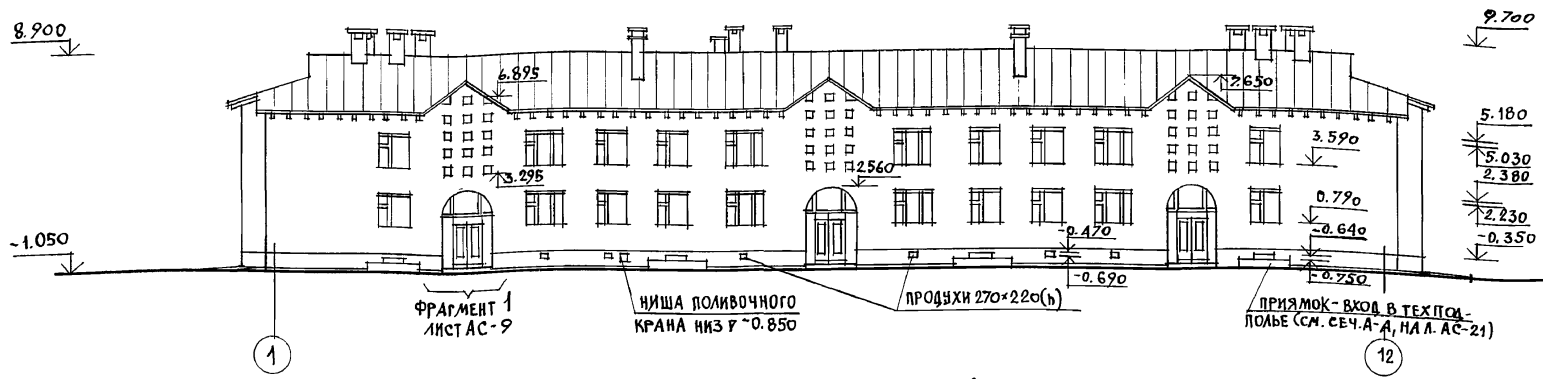 8.900
9.700
6.895
7.650
5.180
3.590
5.030
3.295
2560
2.380
0.790
2.230
-0.470
-0.640
-0.350
-1.050
-0.690
-0.750
ФРАГМЕНТ 1
ЛИСТ АС-9
НИША ПОЛИВОЧНОГО
КРАНА НИЗ ~0.850
ПРОДУХИ 270×220(h)
ПРИЯМОК-ВХОД В ТЕХПОД-
ПОЛЬЕ (СМ. СЕЧ. А-А, НА Л. АС-21)
1
12